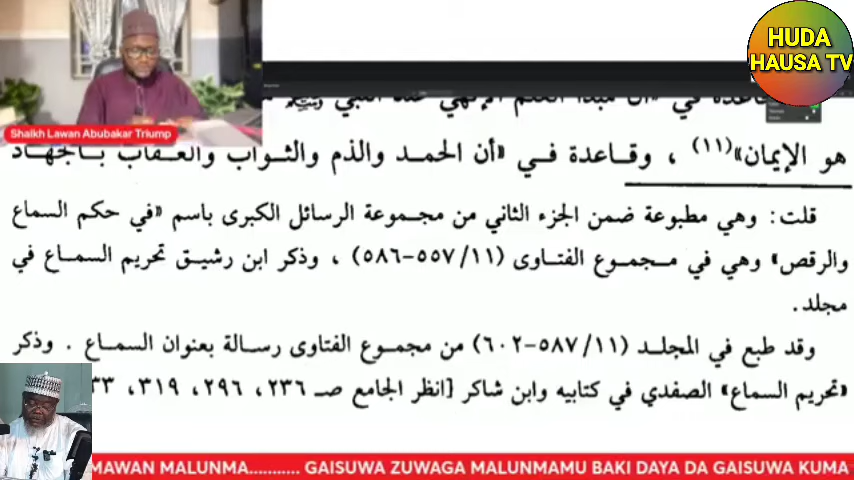 HUDA
HAUSA TV
Shaikh Lawan Abubakar Triump
هو الإيمان»(١١) ، وقاعدة في «أن الحمد والذم والثواب والعقاب بالجهاد
قلت: وهي مطبوعة ضمن الجزء الثاني من مجموعة الرسائل الكبرى باسم «في حكم السماع
والرقص» وهي في مجموع الفتاوى (١١/ ٥٥٧-٥٨٦) ، وذكر ابن رشيق تحريم السماع في
مجلد.
وقد طبع في المجلد (١١/ ٥٨٧-٦٠٢) من مجموع الفتاوى رسالة بعنوان السماع . وذكر
«تحريم السماع» الصفدي في كتابيه وابن شاكر [انظر الجامع صـ ٢٣٦، ٢٩٦، ٣١٩، ٣٣
MAWAN MALUNMA........... GAISUWA ZUWAGA MALUNMAMU BAKI DAYA DA GAISUWA KUMA